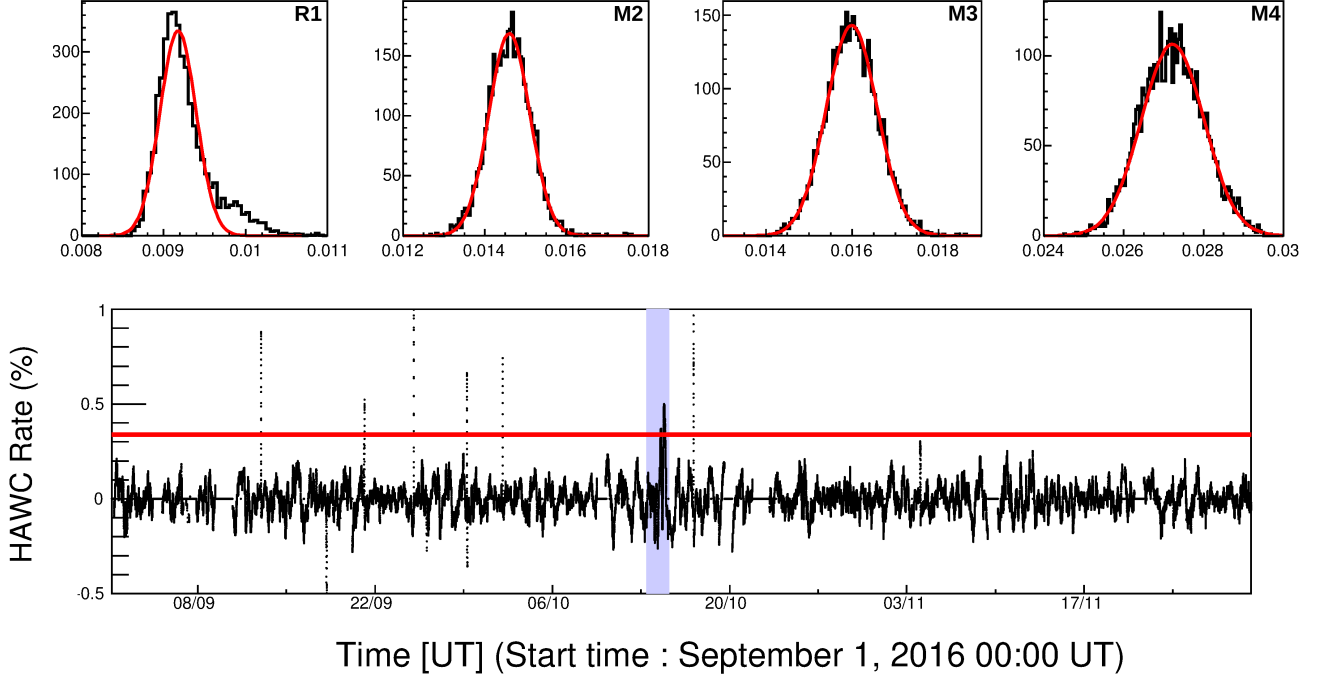 R1 M2 M3 M4
300 150 150 100
200 100 100
100 50 50 50
0 0 0 0
0.008 0.009 0.01 0.011 0.012 0.014 0.016 0.018 0.014 0.016 0.018 0.024 0.026 0.028 0.03
1
0.5
0
-0.5
HAWC Rate (%)
08/09 22/09 06/10 20/10 03/11 17/11
Time [UT] (Start time : September 1, 2016 00:00 UT)